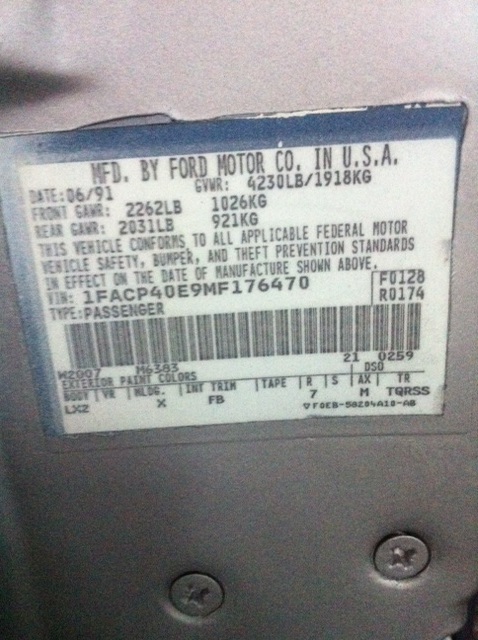 MFD. BY FORD MOTOR CO. IN U.S.A.
DATE: 06/91 GVWR: 4230LB/1918KG
FRONT GAWR: 2262LB 1026KG
REAR GAWR: 2031LB 921KG
THIS VEHICLE CONFORMS TO ALL APPLICABLE FEDERAL MOTOR
VEHICLE SAFETY, BUMPER, AND THEFT PREVENTION STANDARDS
IN EFFECT ON THE DATE OF MANUFACTURE SHOWN ABOVE.
VIN: 1FACP40E9MF176470 F0128
TYPE: PASSENGER R0174
W2007 M6383 21 0259
EXTERIOR PAINT COLORS DSO
BODY VR MLDG. INT TRIM TAPE R S AX TR
LX2 X FB 7 M TQRSS